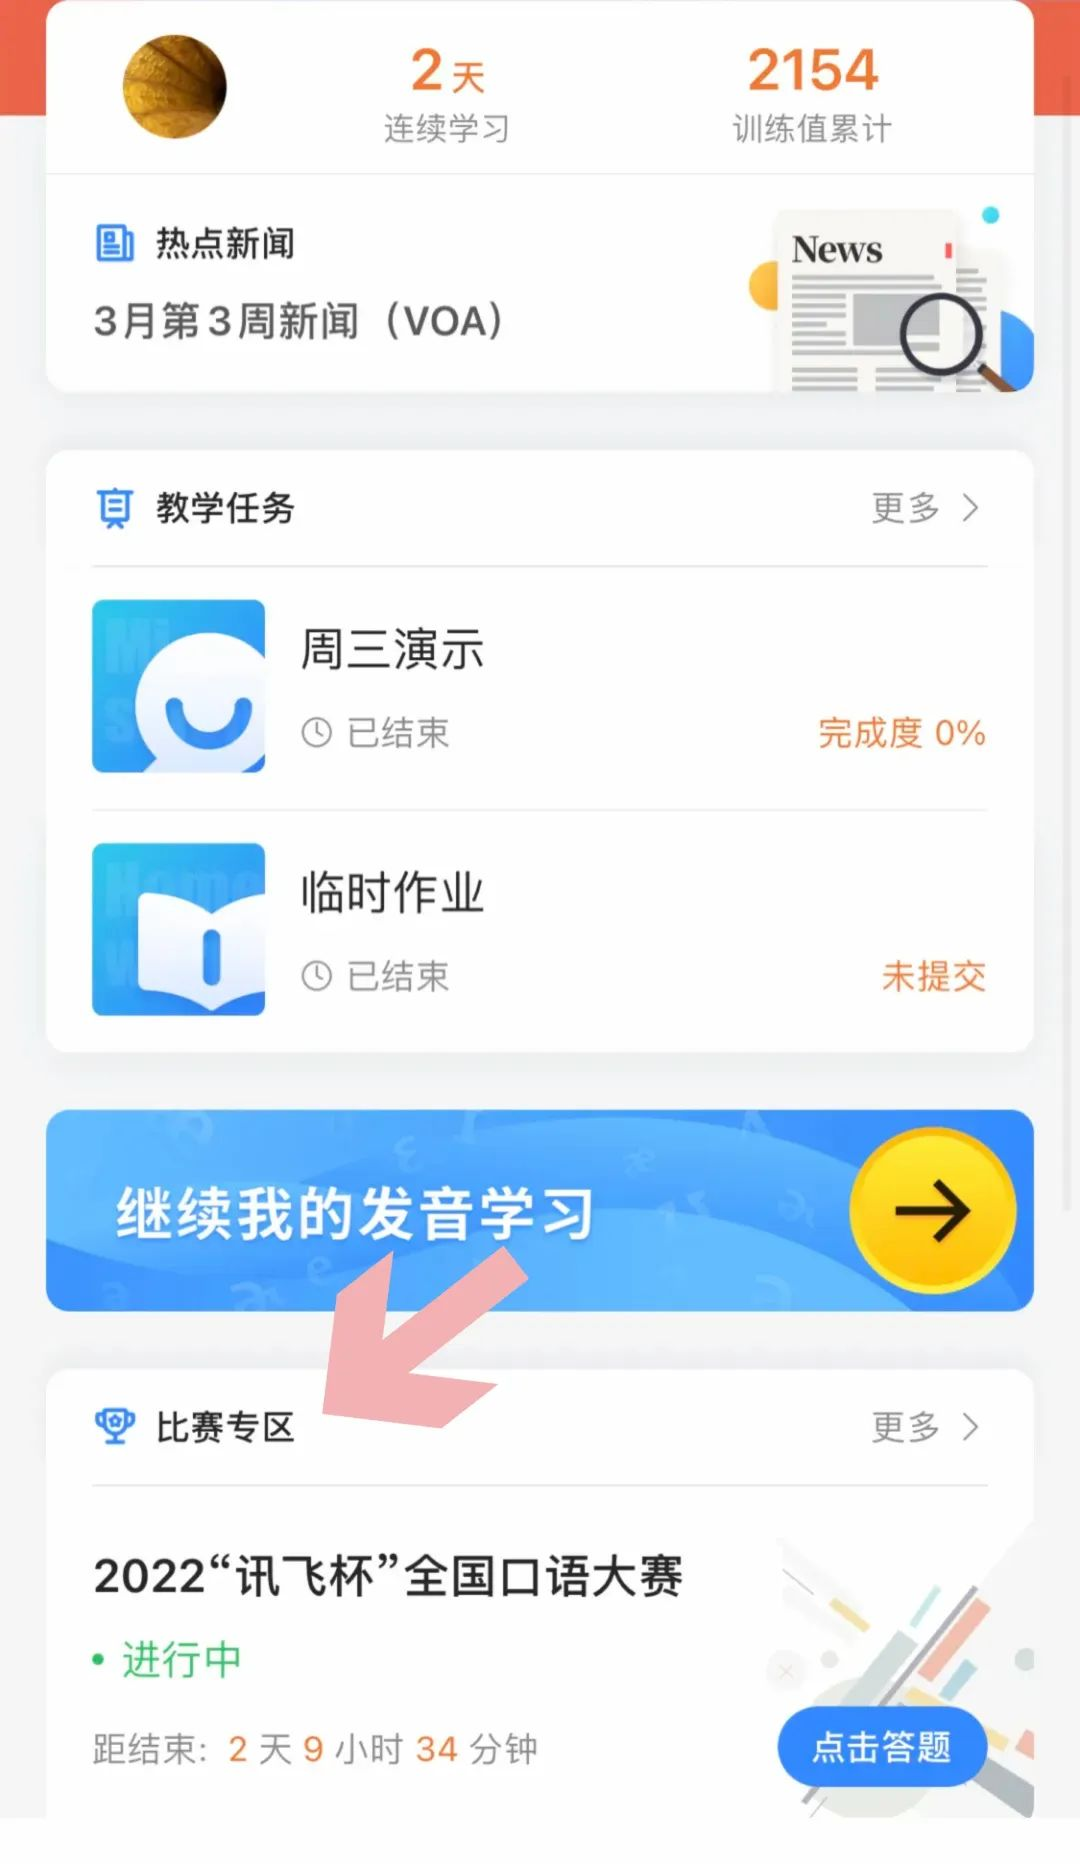 2天
2154
连续学习
训练值累计
热点新闻
3月第3周新闻（VOA）
News
教学任务
更多
周三演示
已结束
完成度 0%
临时作业
已结束
未提交
继续我的发音学习
比赛专区
更多
2022“讯飞杯”全国口语大赛
进行中
距结束: 2 天 9 小时 34 分钟
点击答题